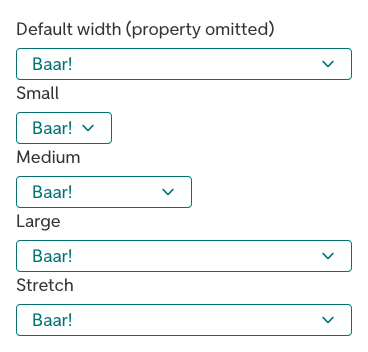 Default width (property omitted)
Baar!
Small
Baar!
Medium
Baar!
Large
Baar!
Stretch
Baar!